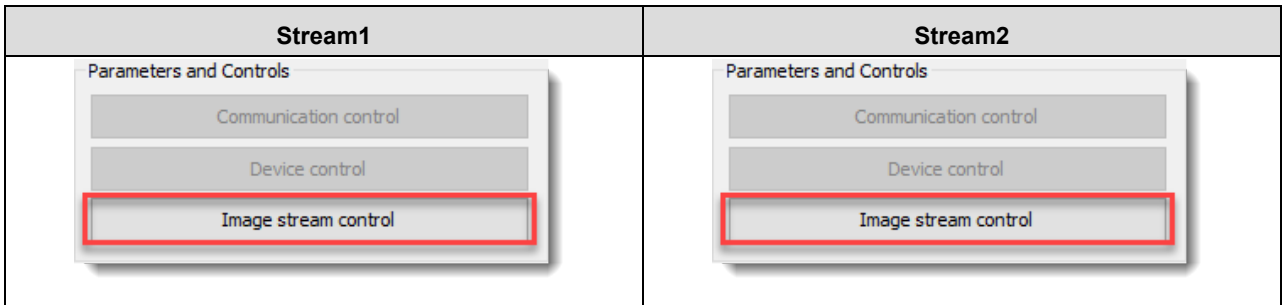 Stream1
Stream2
Parameters and Controls
Communication control
Device control
Image stream control
Parameters and Controls
Communication control
Device control
Image stream control